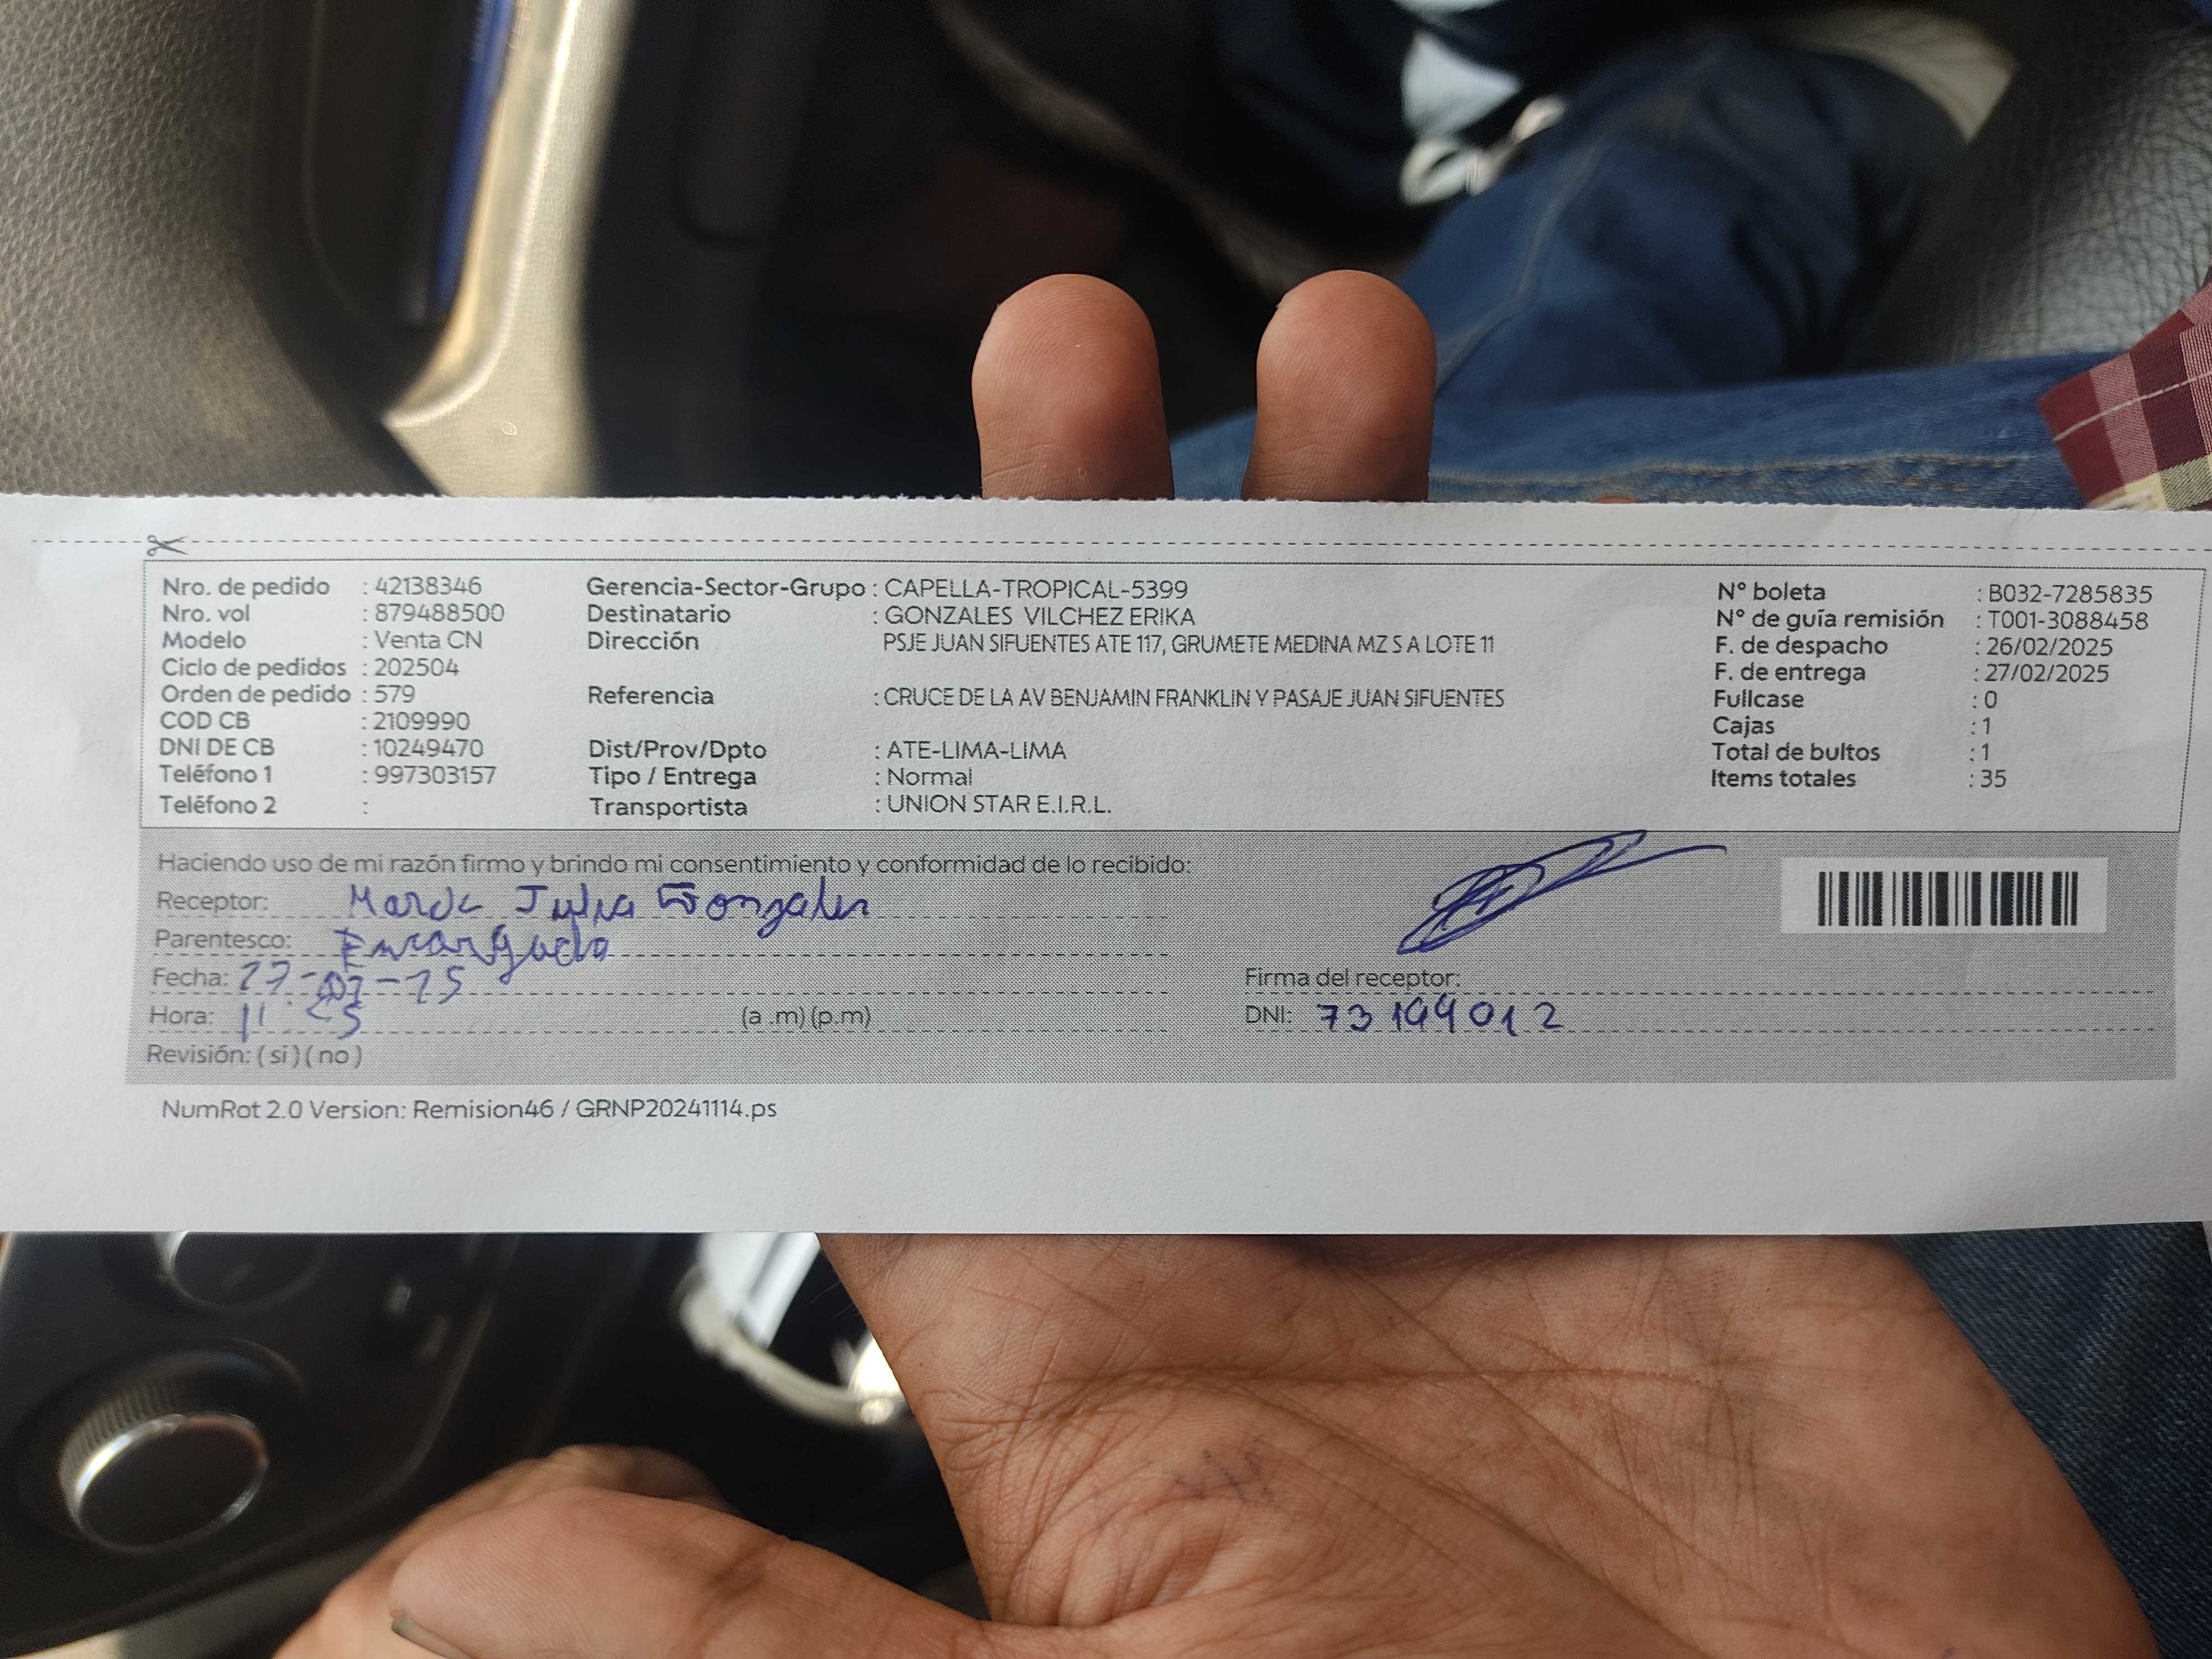 Nro. de pedido : 42138346 Gerencia-Sector-Grupo : CAPELLA-TROPICAL-5399 N° boleta : B032-7285835
Nro. vol : 879488500 Destinatario : GONZALES VILCHEZ ERIKA N° de guía remisión : T001-3088458
Modelo : Venta CN Dirección PSJE JUAN SIFUENTES ATE 117, GRUMETE MEDINA MZ S A LOTE 11 F. de despacho : 26/02/2025
Ciclo de pedidos : 202504 F. de entrega : 27/02/2025
Orden de pedido : 579 Referencia : CRUCE DE LA AV BENJAMIN FRANKLIN Y PASAJE JUAN SIFUENTES Fullcase : 0
COD CB : 2109990 Cajas : 1
DNI DE CB : 10249470 Dist/Prov/Dpto : ATE-LIMA-LIMA Total de bultos : 1
Teléfono 1 : 997303157 Tipo / Entrega : Normal Items totales : 35
Teléfono 2 : Transportista : UNION STAR E.I.R.L.
Haciendo uso de mi razón firmo y brindo mi consentimiento y conformidad de lo recibido:
Receptor: Julia Gonzales
Parentesco: Encargada
Fecha: Firma del receptor:
Hora: 11:25 (a .m) (p.m) DNI: 73199012
Revisión: ( si ) ( no )
NumRot 2.0 Version: Remision46 / GRNP20241114.ps